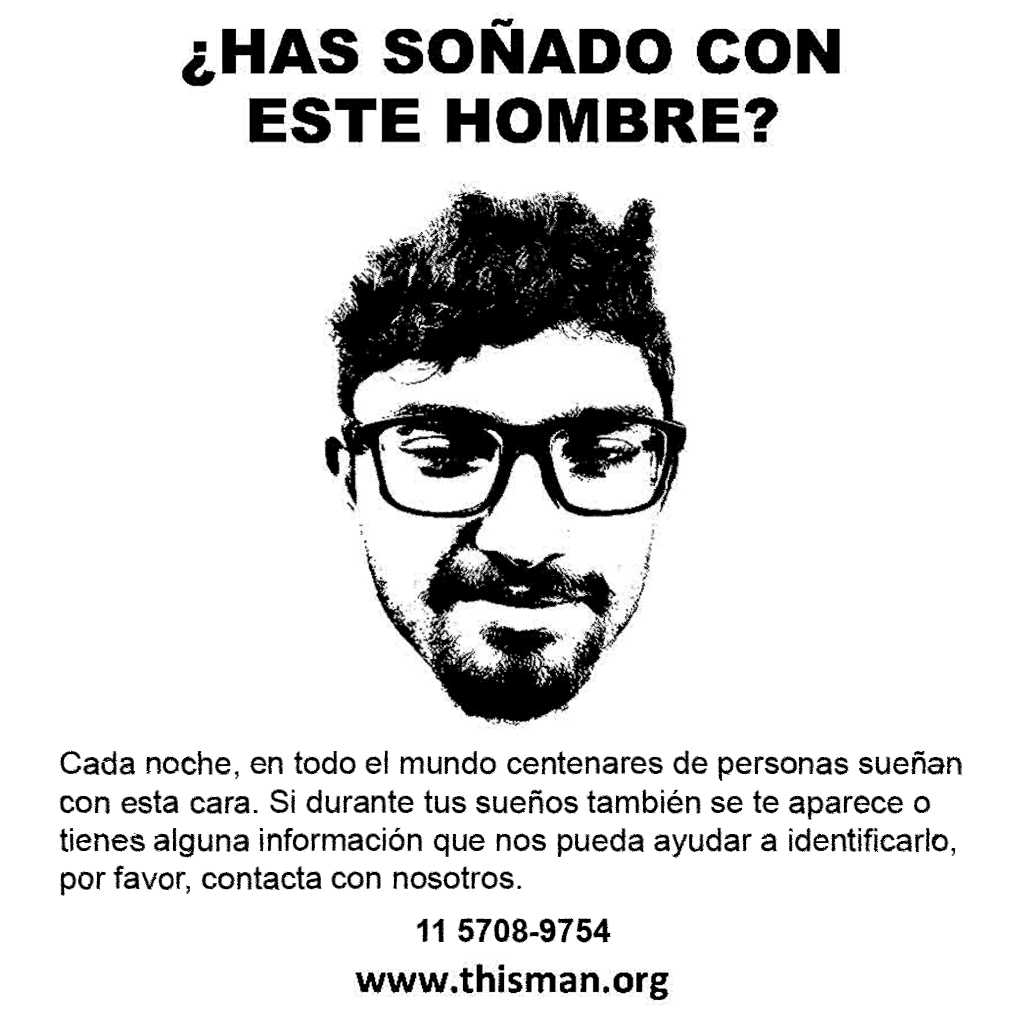 ¿HAS SOÑADO CON
ESTE HOMBRE?
Cada noche, en todo el mundo centenares de personas sueñan
con esta cara. Si durante tus sueños también se te aparece o
tienes alguna información que nos pueda ayudar a identificarlo,
por favor, contacta con nosotros.
11 5708-9754
www.thisman.org